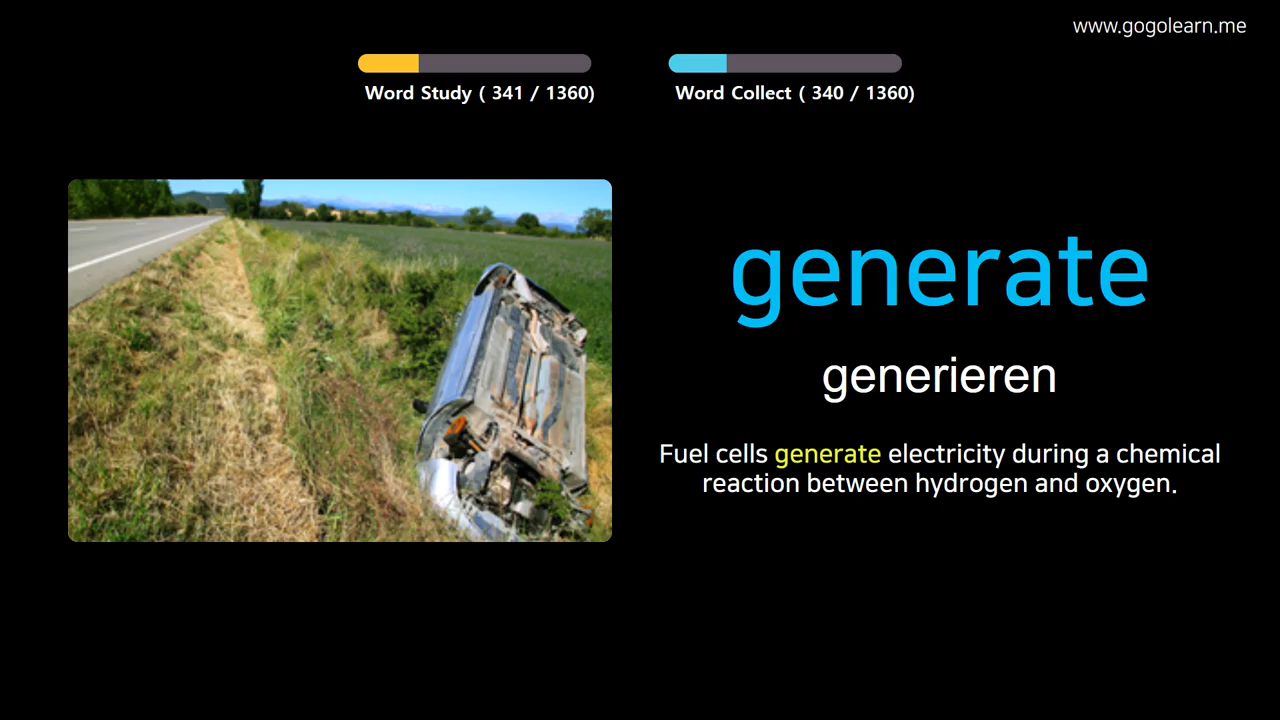 www.gogolearn.me
Word Study ( 341 / 1360)
Word Collect ( 340 / 1360)
generate
generieren
Fuel cells generate electricity during a chemical
reaction between hydrogen and oxygen.